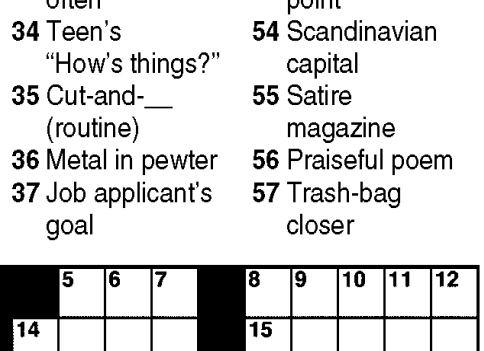 often
34 Teen's
"How's things?"
35 Cut-and-__
(routine)
36 Metal in pewter
37 Job applicant's
goal
point
54 Scandinavian
capital
55 Satire
magazine
56 Praiseful poem
57 Trash-bag
closer
5 6 7 8 9 10 11 12
14 15